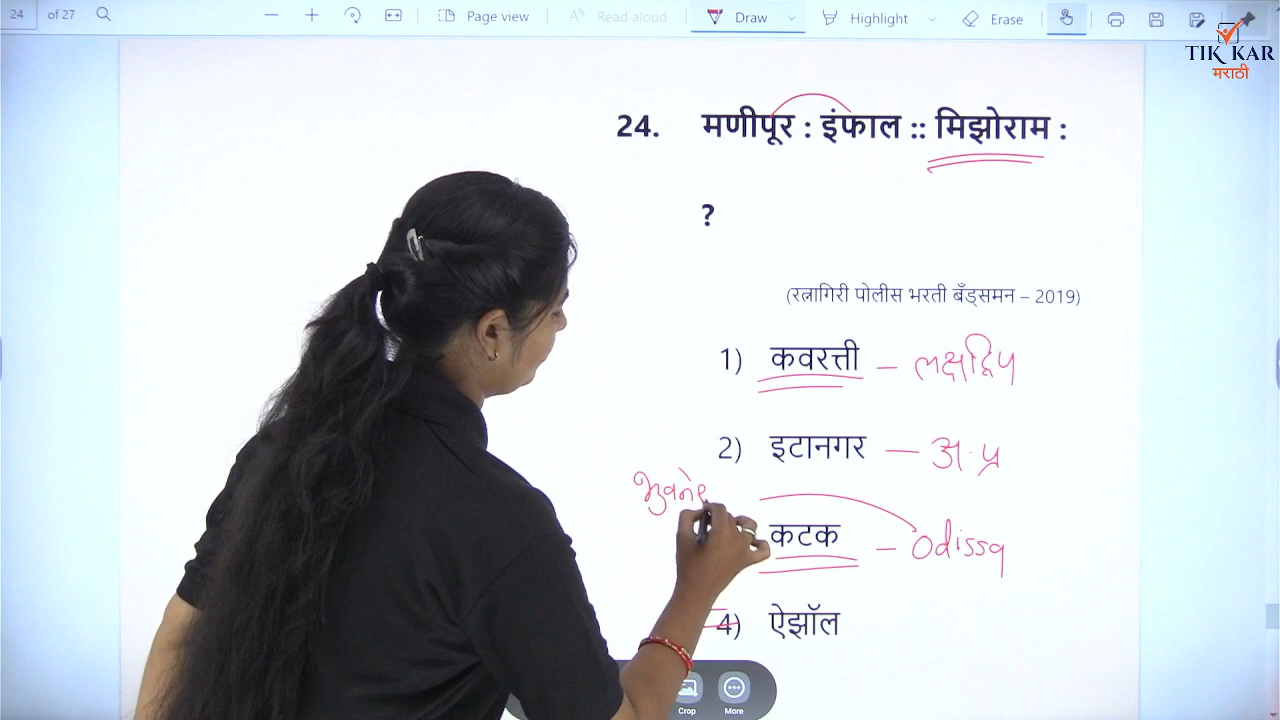 24 of 27 Page view Read aloud Draw Highlight Erase
TIK KAR
मराठी
24. मणीपूर : इंफाल :: मिझोराम :
?
(रत्नागिरी पोलीस भरती बँड्समन – 2019)
1) कवरत्ती – लक्षद्विप
2) इटानगर – अ.प्र
भुवने
कटक – Odissa
4) ऐझॉल
Crop More